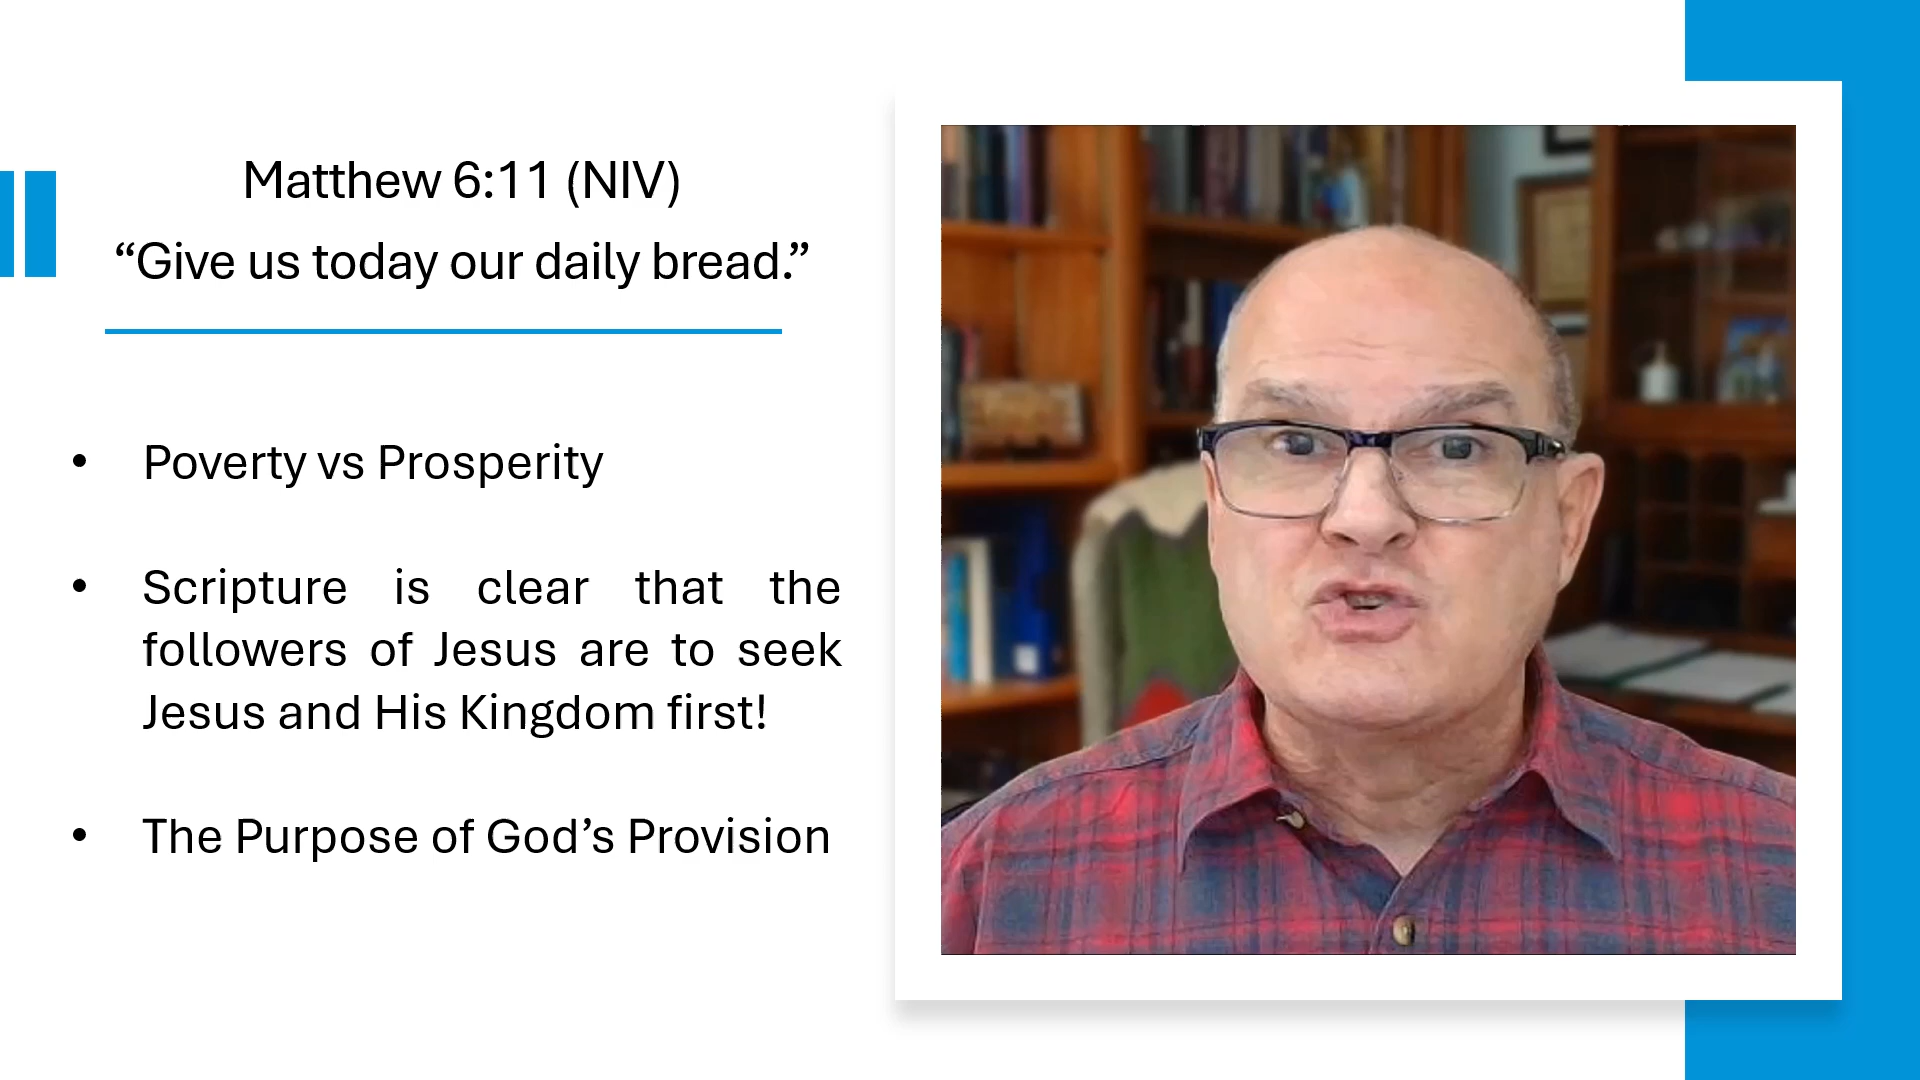 Matthew 6:11 (NIV)
“Give us today our daily bread.”
• Poverty vs Prosperity
• Scripture is clear that the
followers of Jesus are to seek
Jesus and His Kingdom first!
• The Purpose of God’s Provision